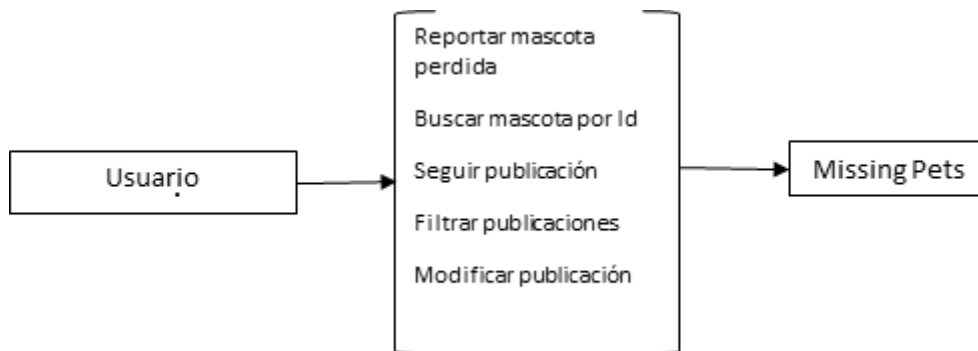 Usuario
Reportar mascota
perdida
Buscar mascota por Id
Seguir publicación
Filtrar publicaciones
Modificar publicación
Missing Pets